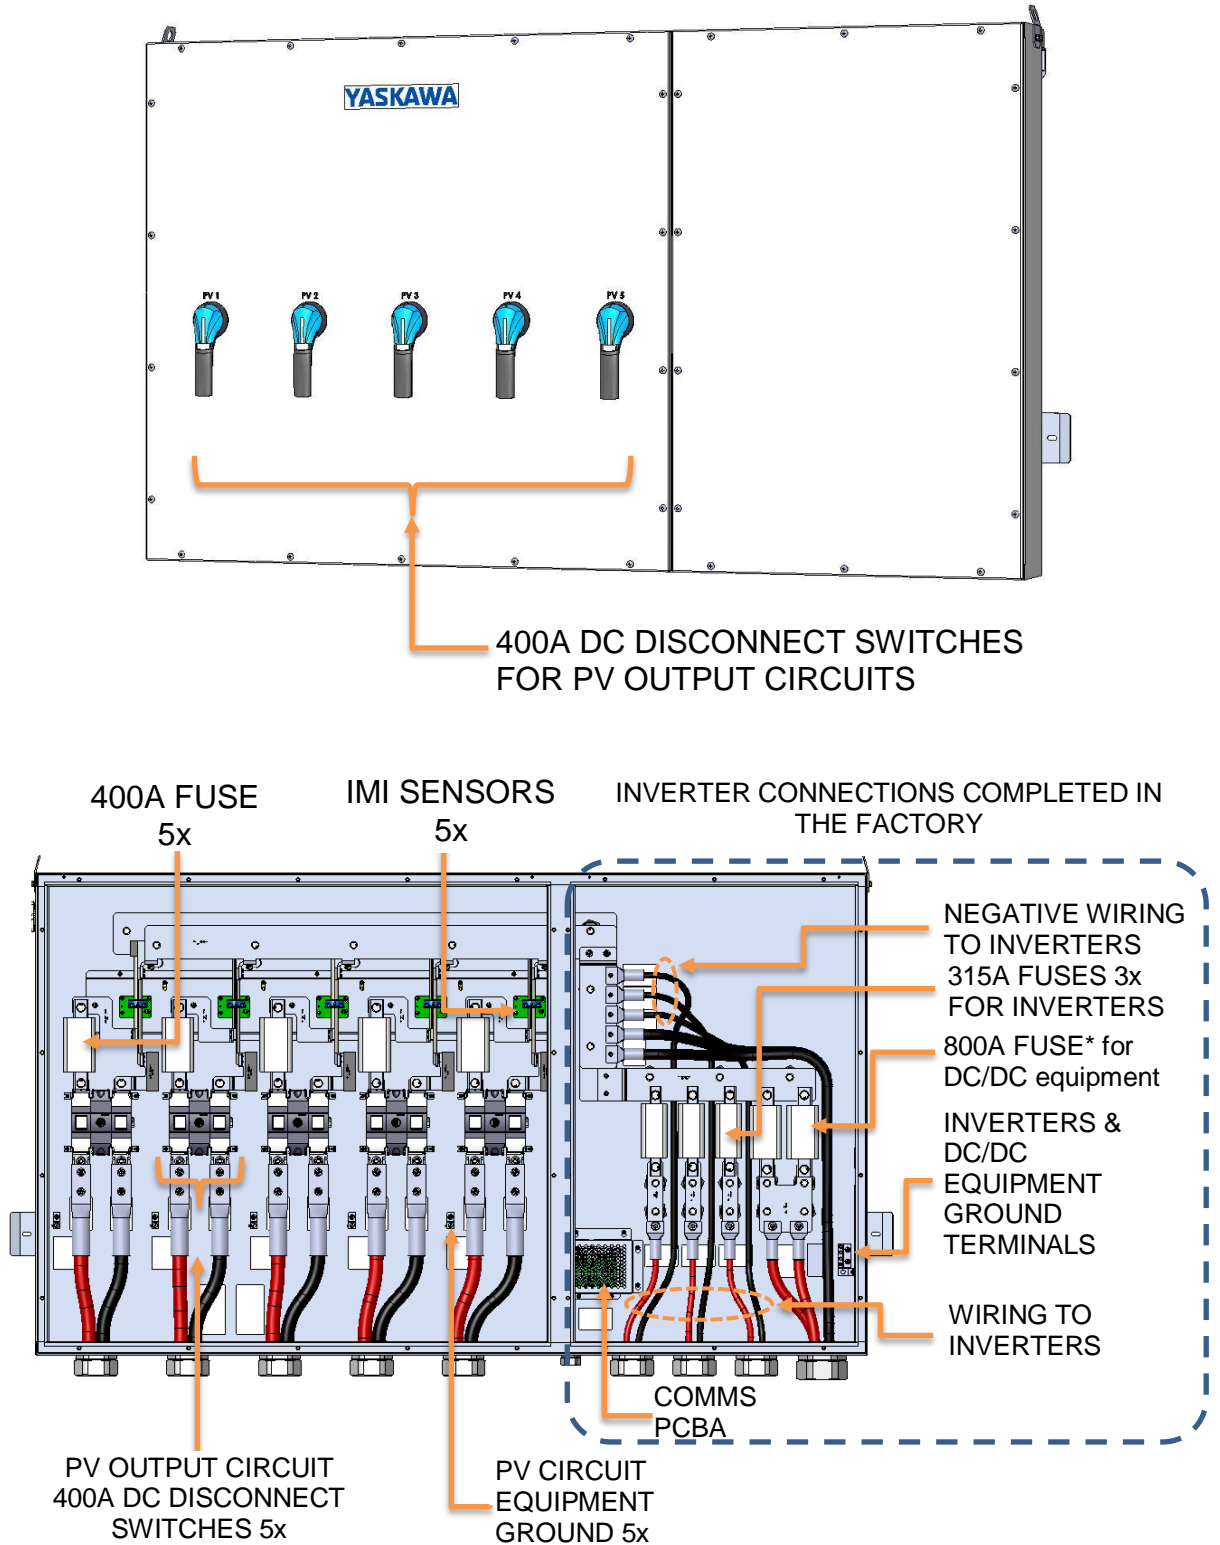 YASKAWA
PV 1
PV 2
PV 3
PV 4
PV 5
400A DC DISCONNECT SWITCHES
FOR PV OUTPUT CIRCUITS
400A FUSE
5x
IMI SENSORS
5x
INVERTER CONNECTIONS COMPLETED IN
THE FACTORY
NEGATIVE WIRING
TO INVERTERS
315A FUSES 3x
FOR INVERTERS
800A FUSE* for
DC/DC equipment
INVERTERS &
DC/DC
EQUIPMENT
GROUND
TERMINALS
WIRING TO
INVERTERS
COMMS
PCBA
PV OUTPUT CIRCUIT
400A DC DISCONNECT
SWITCHES 5x
PV CIRCUIT
EQUIPMENT
GROUND 5x